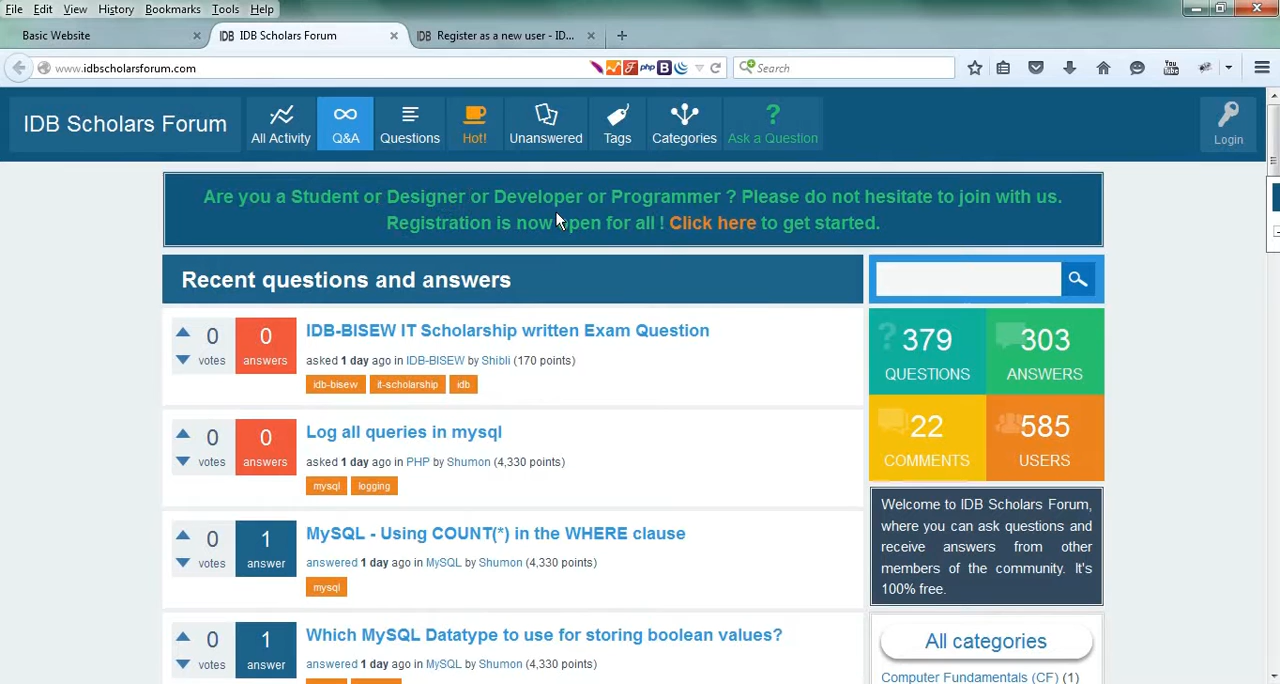 File Edit View History Bookmarks Tools Help
Basic Website
IDB IDB Scholars Forum
IDB Register as a new user - ID...
www.idbscholarsforum.com
php
B
Search
You
Tube
IDB Scholars Forum
All Activity
Q&A
Questions
Hot!
Unanswered
Tags
Categories
?
Ask a Question
Login
Are you a Student or Designer or Developer or Programmer ? Please do not hesitate to join with us.
Registration is now open for all ! Click here to get started.
Recent questions and answers
0
votes
0
answers
IDB-BISEW IT Scholarship written Exam Question
asked 1 day ago in IDB-BISEW by Shibli (170 points)
idb-bisew it-scholarship idb
0
votes
0
answers
Log all queries in mysql
asked 1 day ago in PHP by Shumon (4,330 points)
mysql logging
0
votes
1
answer
MySQL - Using COUNT(*) in the WHERE clause
answered 1 day ago in MySQL by Shumon (4,330 points)
mysql
0
votes
1
answer
Which MySQL Datatype to use for storing boolean values?
answered 1 day ago in MySQL by Shumon (4,330 points)
? 379
QUESTIONS
303
ANSWERS
22
COMMENTS
585
USERS
Welcome to IDB Scholars Forum,
where you can ask questions and
receive answers from other
members of the community. It's
100% free.
All categories
Computer Fundamentals (CF) (1)